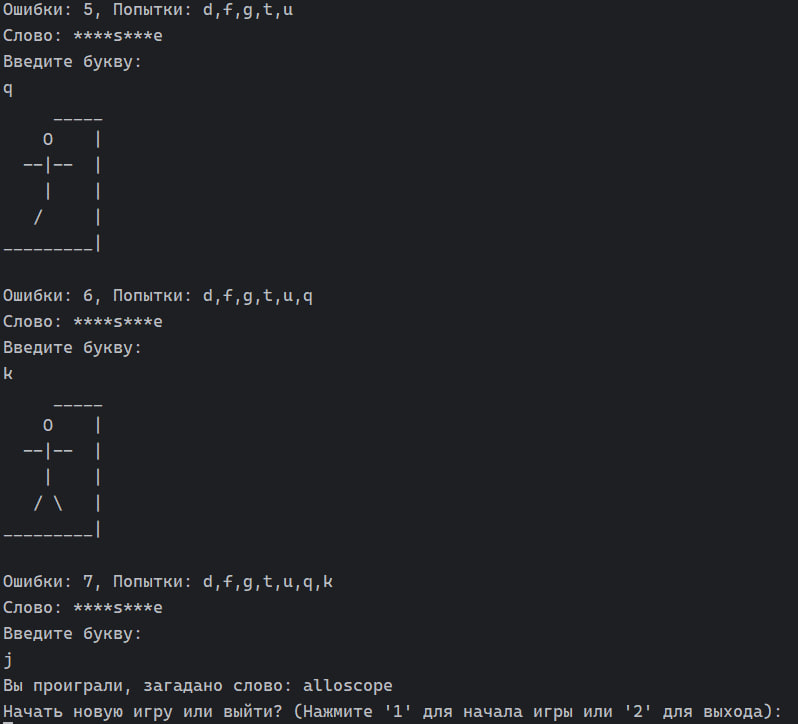 Ошибки: 5, Попытки: d,f,g,t,u
Слово: ****s***e
Введите букву:
q
     _____
    O    |
  --|--  |
    |    |
   /     |
_________|
Ошибки: 6, Попытки: d,f,g,t,u,q
Слово: ****s***e
Введите букву:
k
     _____
    O    |
  --|--  |
    |    |
   / \   |
_________|
Ошибки: 7, Попытки: d,f,g,t,u,q,k
Слово: ****s***e
Введите букву:
j
Вы проиграли, загадано слово: alloscope
Начать новую игру или выйти? (Нажмите '1' для начала игры или '2' для выхода):